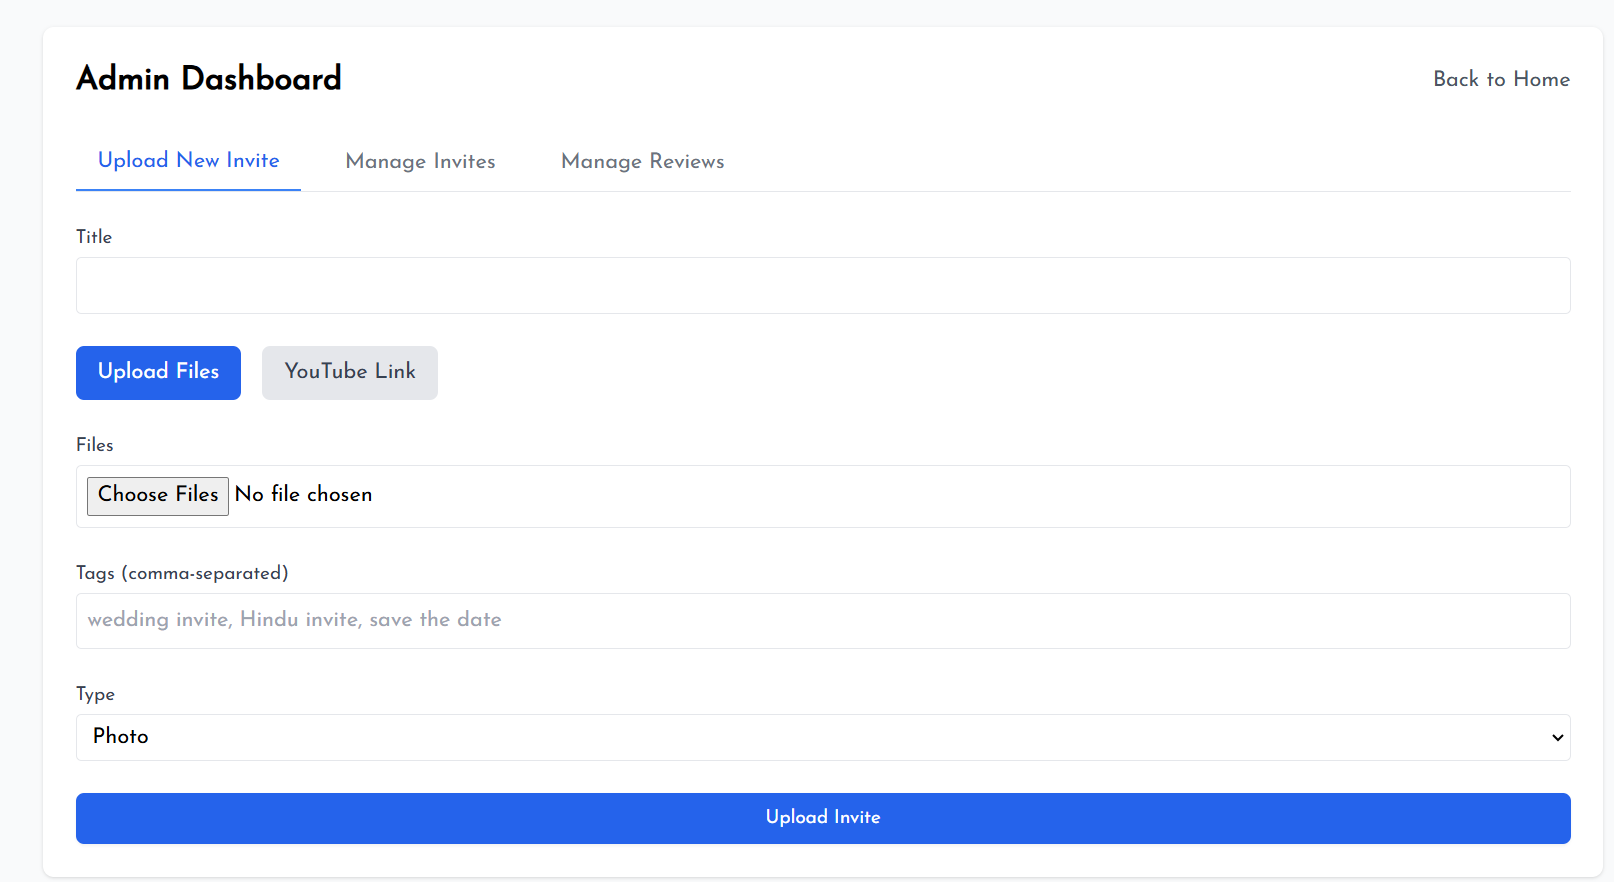 Admin Dashboard
Back to Home
Upload New Invite
Manage Invites
Manage Reviews
Title
Upload Files
YouTube Link
Files
Choose Files No file chosen
Tags (comma-separated)
wedding invite, Hindu invite, save the date
Type
Photo
Upload Invite